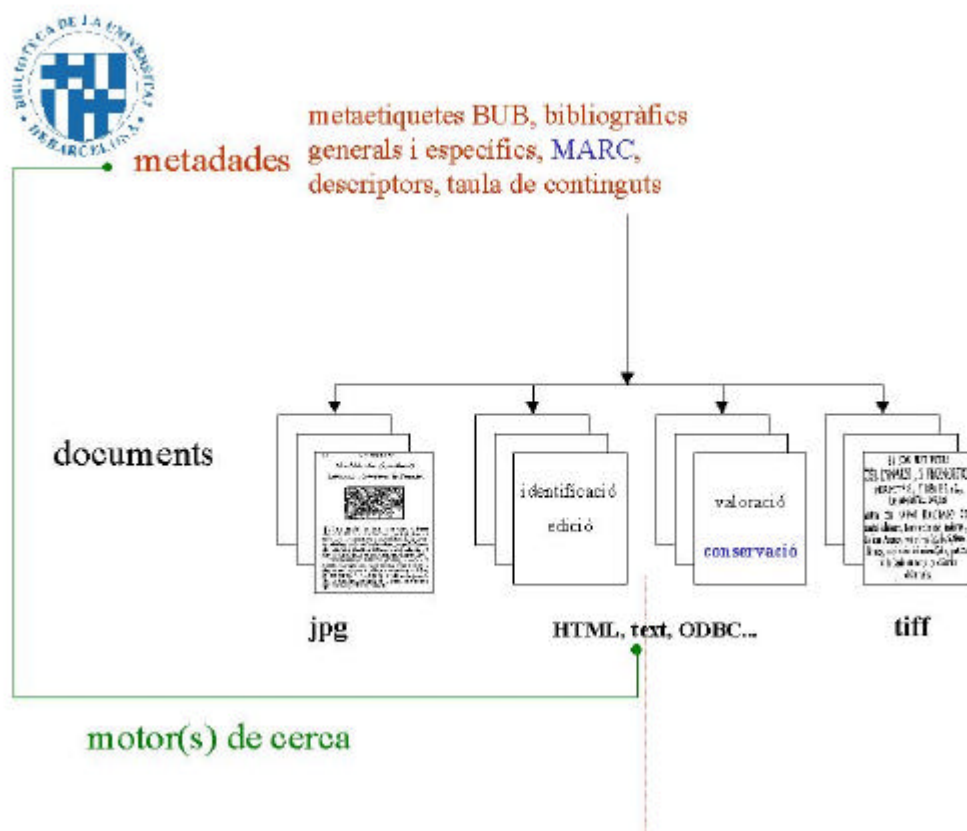 BIBLIOTECA DE LA UNIVERSITAT
DE BARCELONA
metaetiquetes BUB, bibliogràfics
metadades generals i específics, MARC,
descriptors, taula de continguts
documents
identificació
edició
valoració
conservació
jpg
HTML, text, ODBC...
tiff
motor(s) de cerca